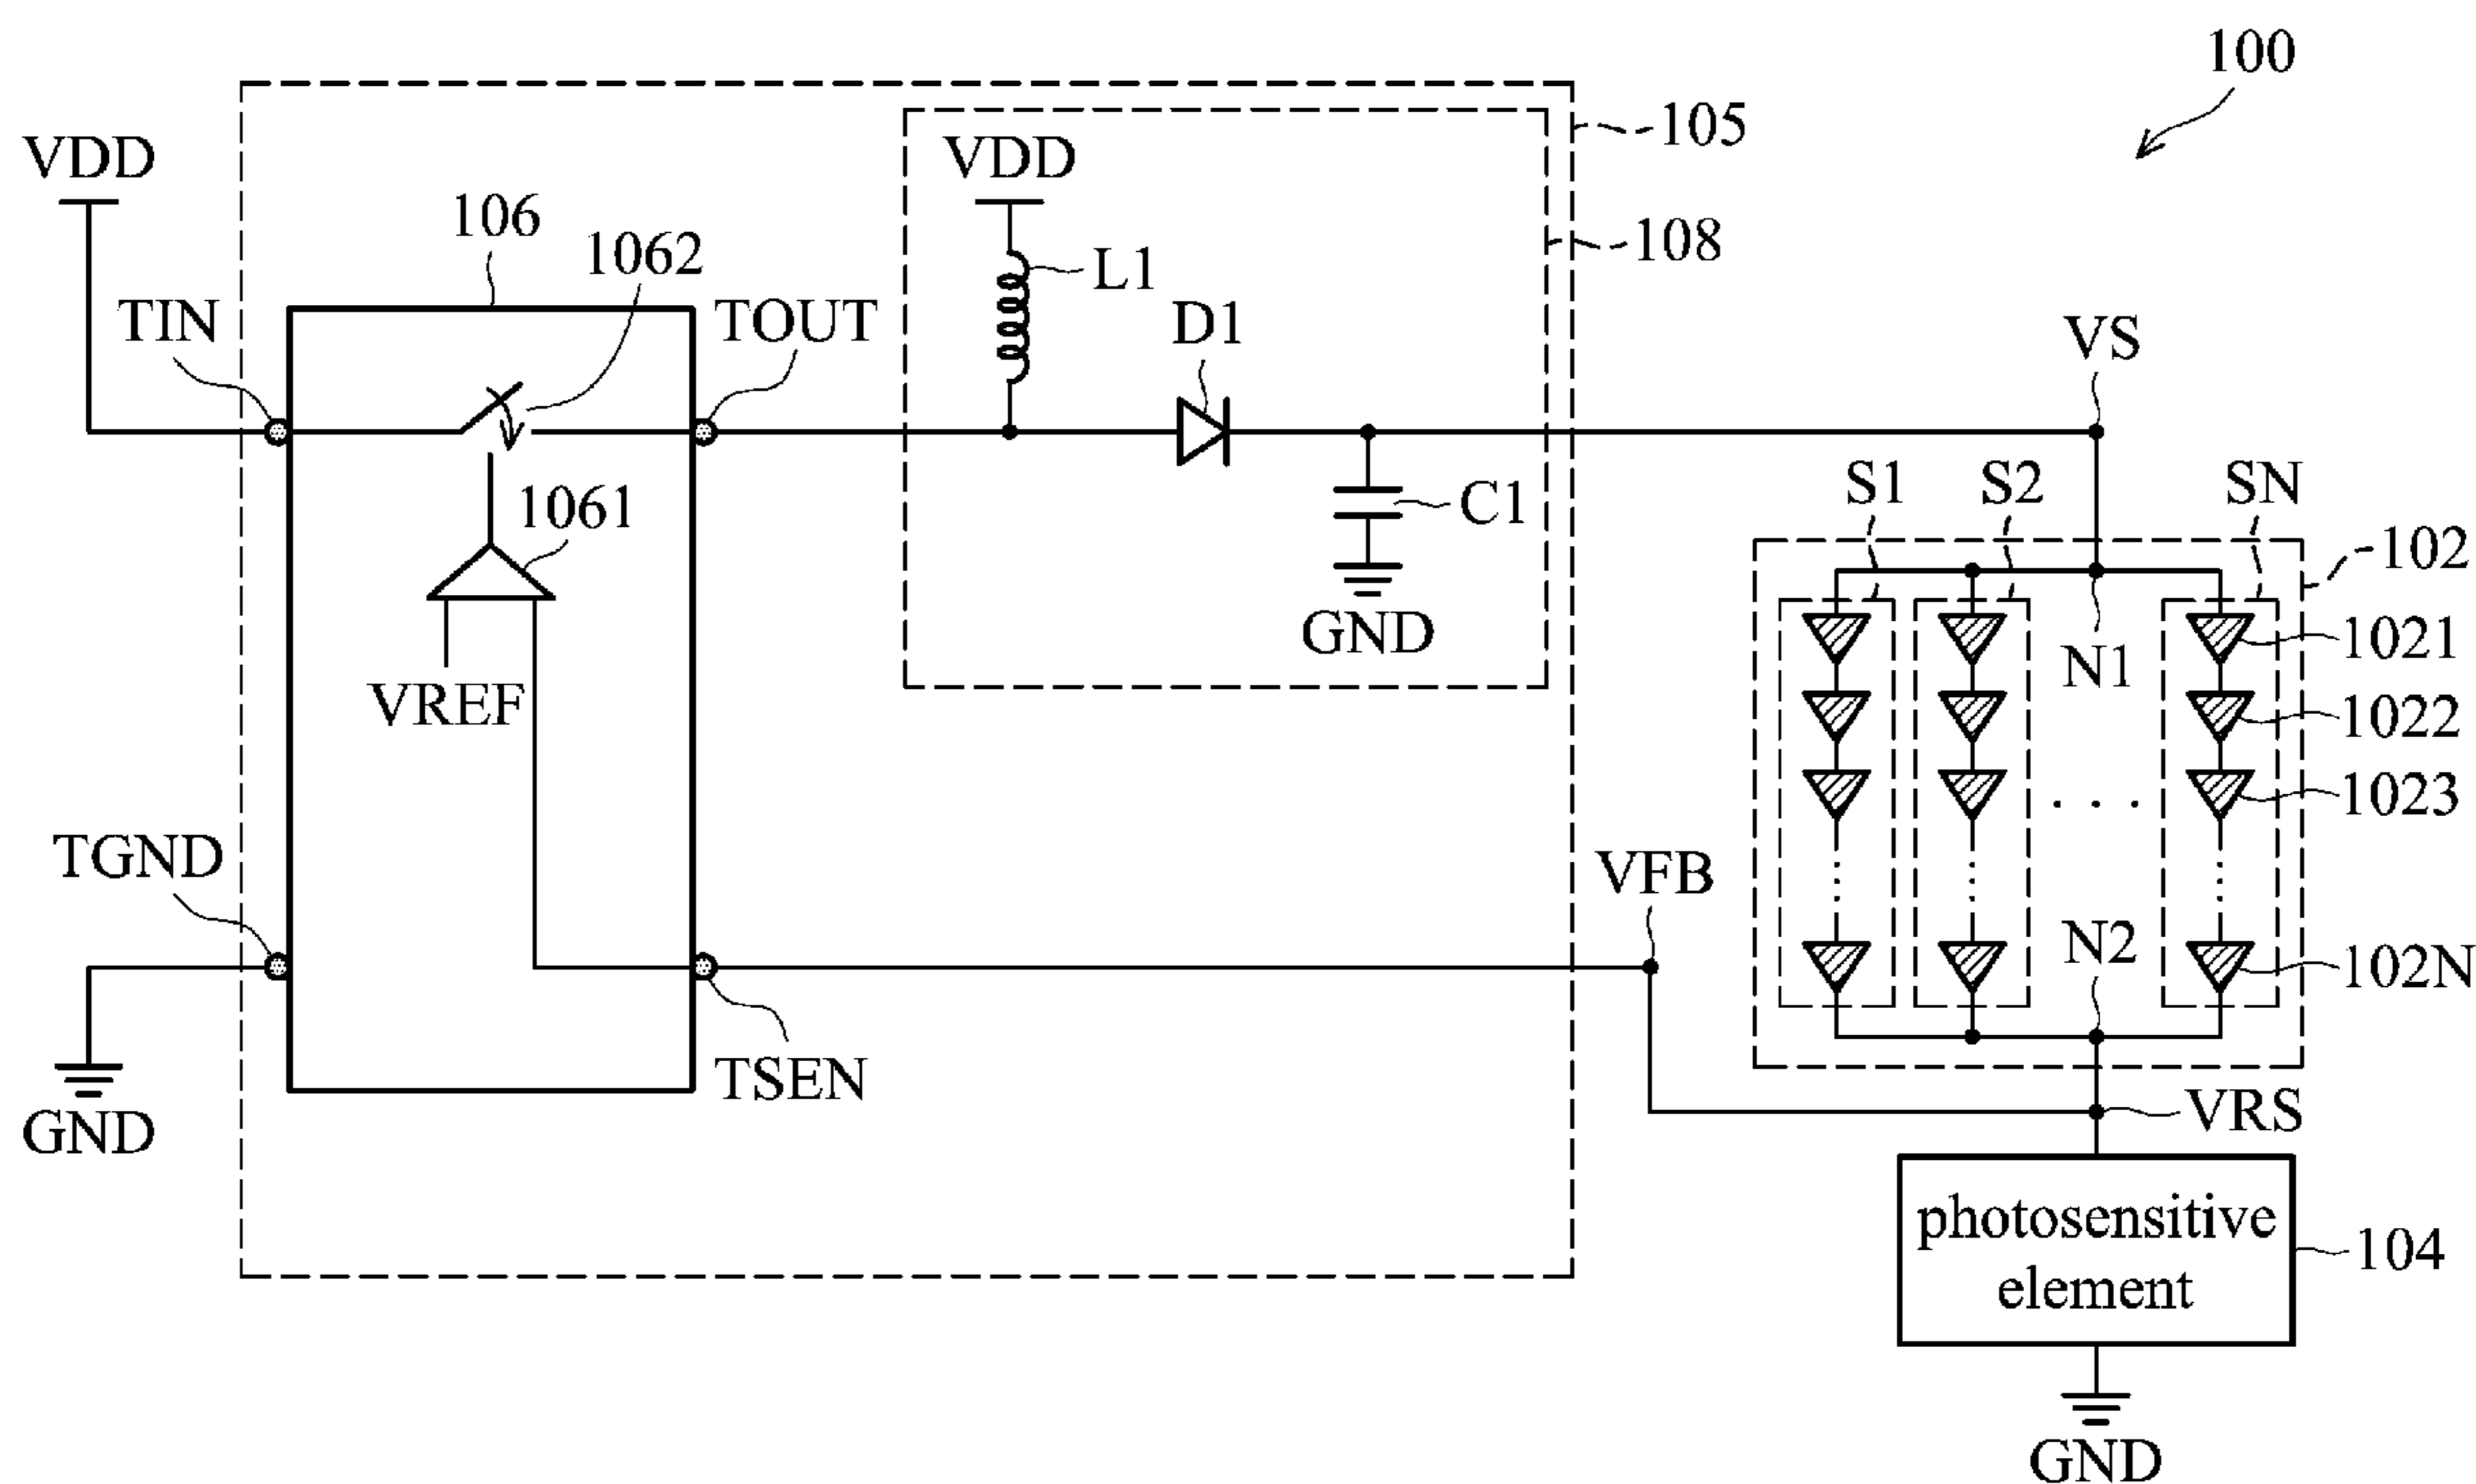 100
105
VDD
VDD
106
1062
108
L1
TIN
TOUT
D1
VS
S1
S2
SN
1061
C1
102
GND
N1
1021
VREF
1022
1023
TGND
VFB
N2
102N
TSEN
GND
VRS
photosensitive
element
104
GND